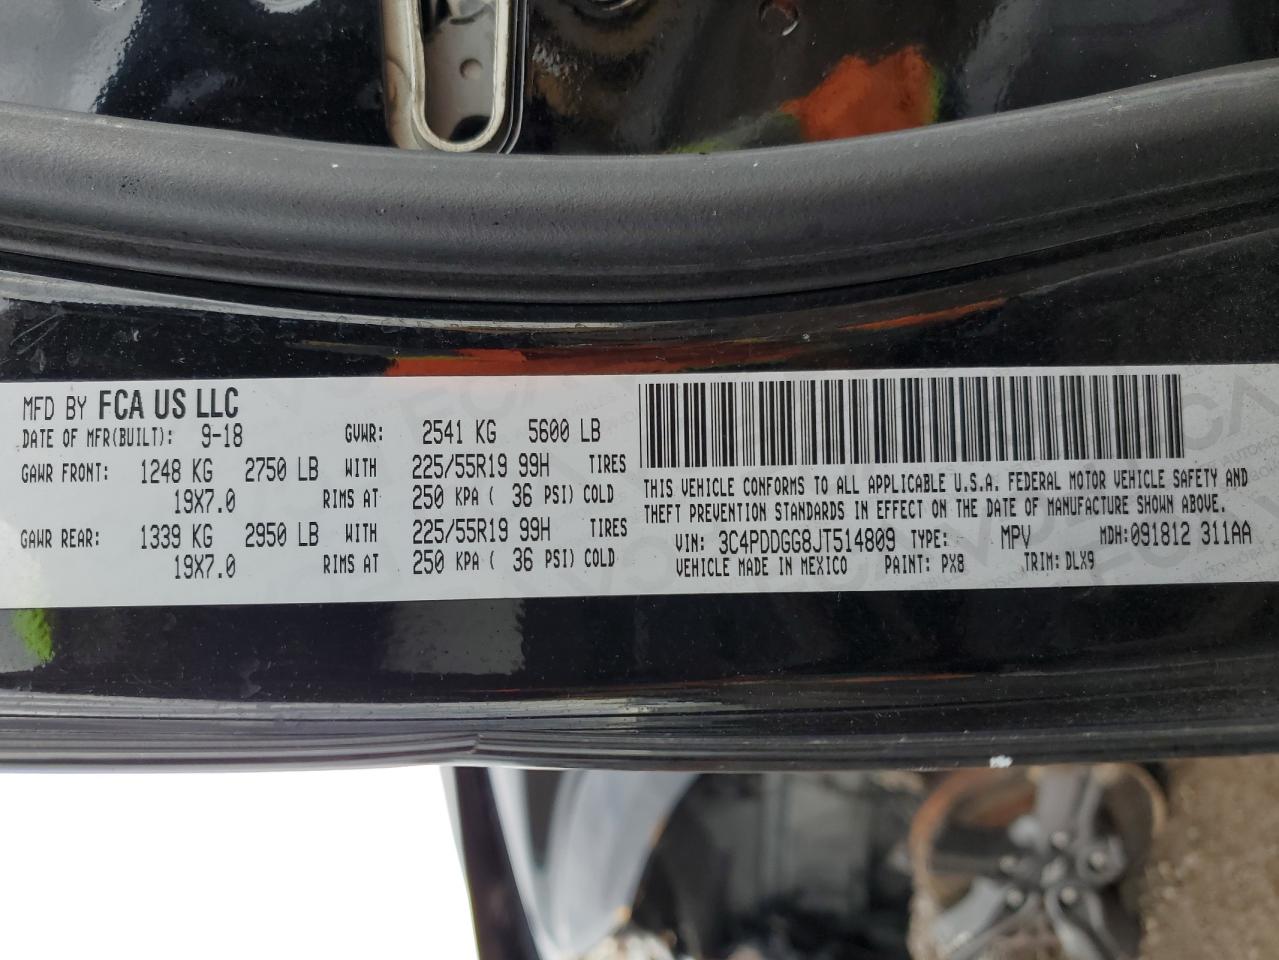 MFD BY FCA US LLC
DATE OF MFR(BUILT): 9-18 GVWR: 2541 KG 5600 LB
GAWR FRONT: 1248 KG 2750 LB WITH 225/55R19 99H TIRES
19X7.0 RIMS AT 250 KPA ( 36 PSI) COLD
GAWR REAR: 1339 KG 2950 LB WITH 225/55R19 99H TIRES
19X7.0 RIMS AT 250 KPA ( 36 PSI) COLD
THIS VEHICLE CONFORMS TO ALL APPLICABLE U.S.A. FEDERAL MOTOR VEHICLE SAFETY AND
THEFT PREVENTION STANDARDS IN EFFECT ON THE DATE OF MANUFACTURE SHOWN ABOVE.
VIN: 3C4PDDGG8JT514809 TYPE: MPV MDH: 091812 311AA
VEHICLE MADE IN MEXICO PAINT: PX8 TRIM: DLX9